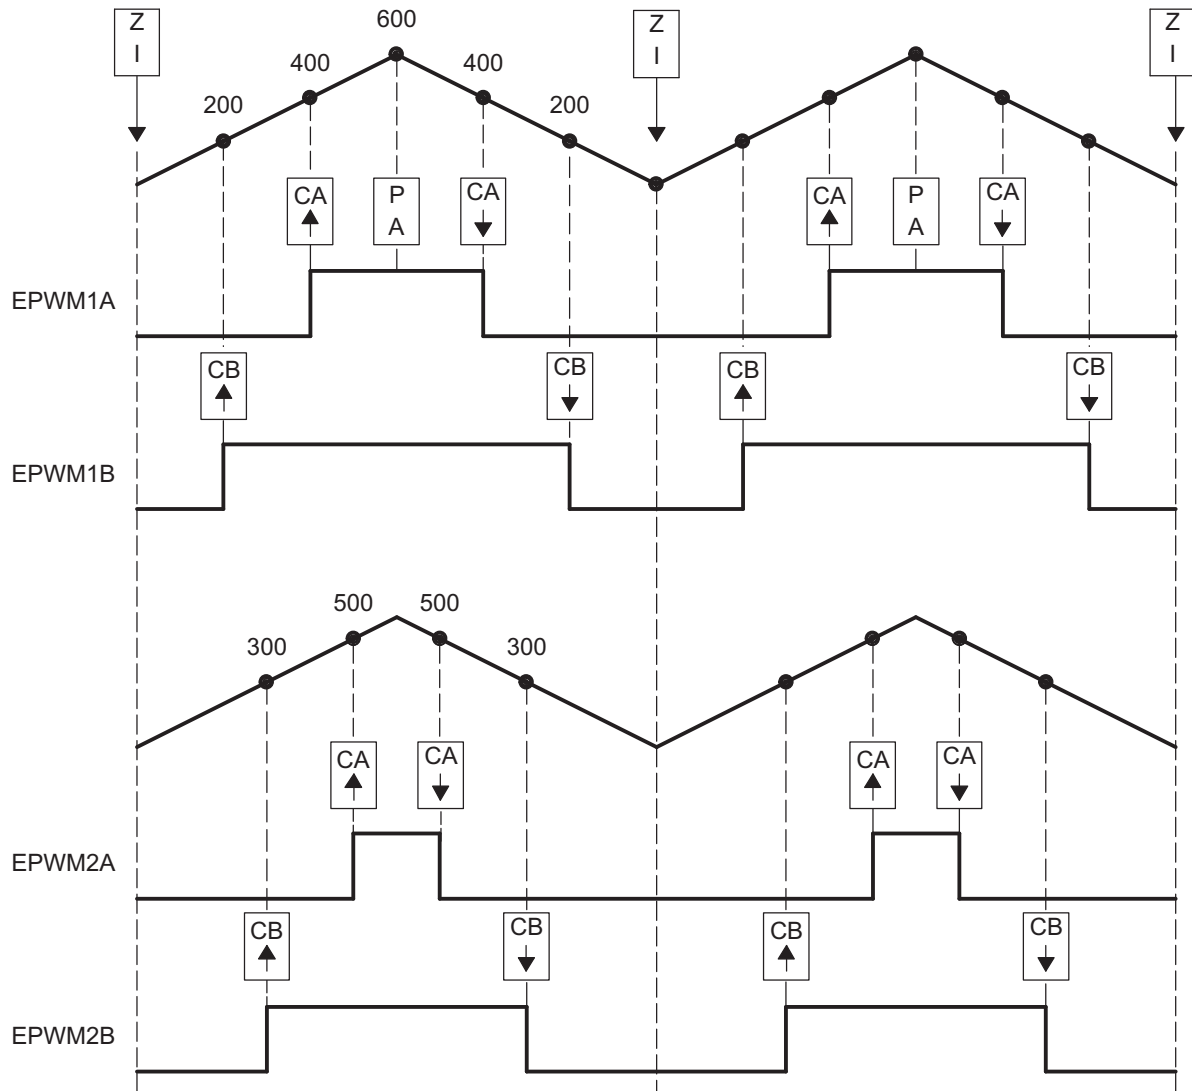 Z Z Z
I I I
600
400 400
200 200
CA P CA CA P CA
A A
EPWM1A
CB CB CB CB
EPWM1B
500 500
300 300
CA CA CA CA
EPWM2A
CB CB CB CB
EPWM2B